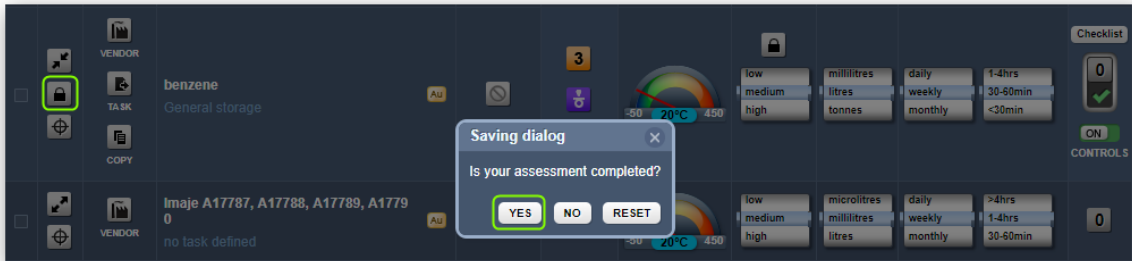 VENDOR
TASK
COPY
benzene
General storage
Au
3
-50 20°C 450
low
medium
high
millilitres
litres
tonnes
daily
weekly
monthly
1-4hrs
30-60min
<30min
Checklist
0
ON
CONTROLS
Saving dialog
Is your assessment completed?
YES NO RESET
VENDOR
Imaje A17787, A17788, A17789, A1779
0
no task defined
Au
-50 20°C 450
low
medium
high
microlitres
millilitres
litres
daily
weekly
monthly
>4hrs
1-4hrs
30-60min
0